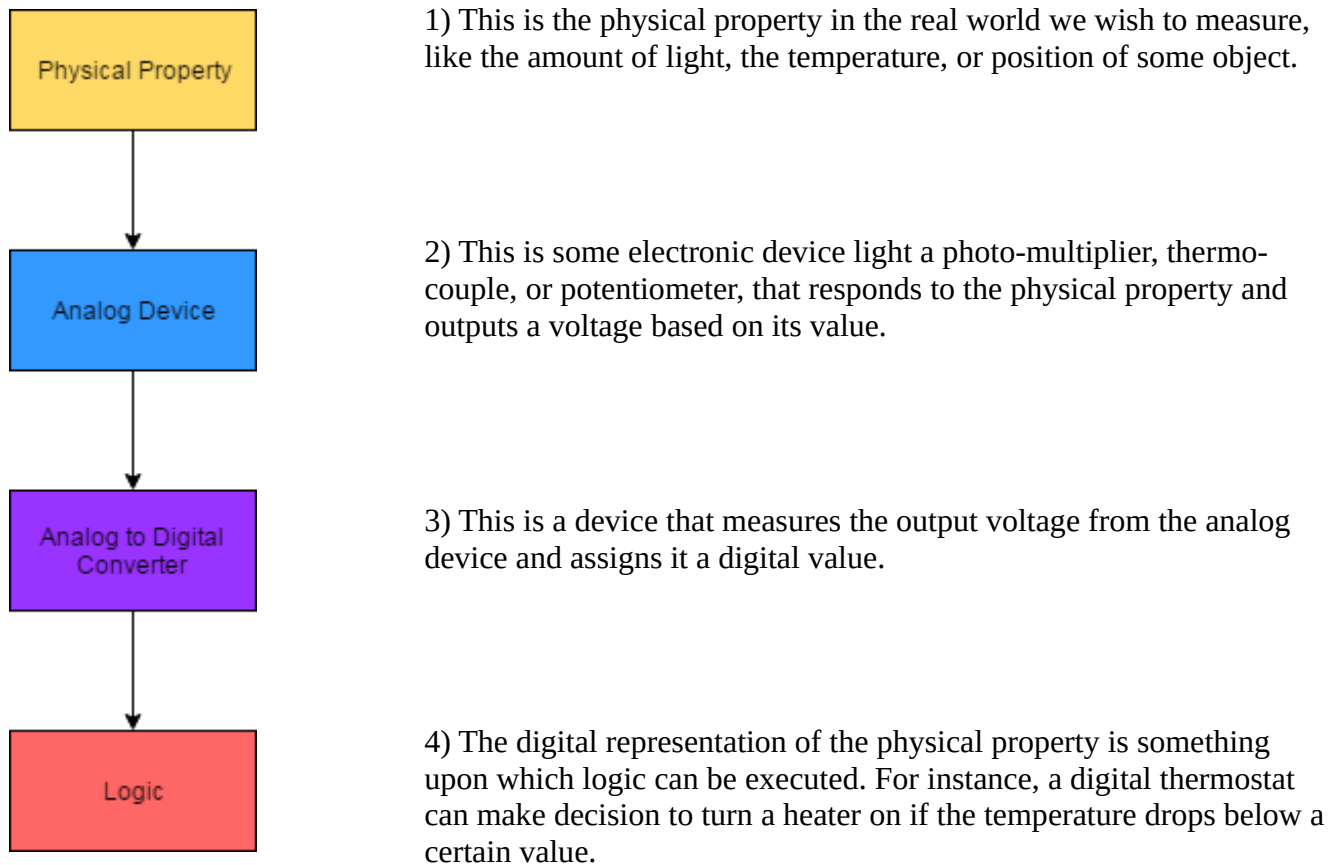 Physical Property
1) This is the physical property in the real world we wish to measure,
like the amount of light, the temperature, or position of some object.
Analog Device
2) This is some electronic device light a photo-multiplier, thermo-
couple, or potentiometer, that responds to the physical property and
outputs a voltage based on its value.
Analog to Digital
Converter
3) This is a device that measures the output voltage from the analog
device and assigns it a digital value.
Logic
4) The digital representation of the physical property is something
upon which logic can be executed. For instance, a digital thermostat
can make decision to turn a heater on if the temperature drops below a
certain value.